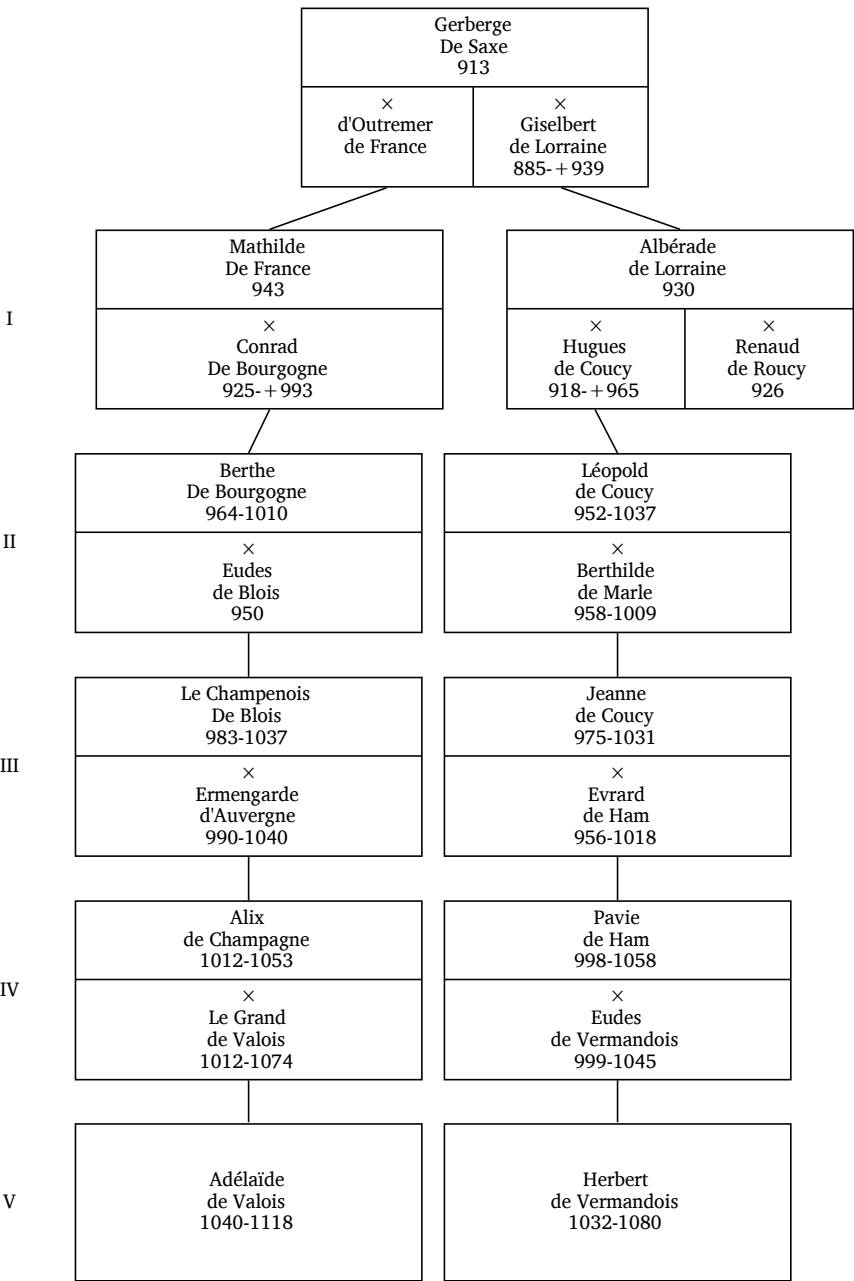 Gerberge
De Saxe
913
×
d'Outremer
de France
×
Giselbert
de Lorraine
885-+939
I
Mathilde
De France
943
×
Conrad
De Bourgogne
925-+993
Albérade
de Lorraine
930
×
Hugues
de Coucy
918-+965
×
Renaud
de Roucy
926
II
Berthe
De Bourgogne
964-1010
×
Eudes
de Blois
950
Léopold
de Coucy
952-1037
×
Berthilde
de Marle
958-1009
III
Le Champenois
De Blois
983-1037
×
Ermengarde
d'Auvergne
990-1040
Jeanne
de Coucy
975-1031
×
Evrard
de Ham
956-1018
IV
Alix
de Champagne
1012-1053
×
Le Grand
de Valois
1012-1074
Pavie
de Ham
998-1058
×
Eudes
de Vermandois
999-1045
V
Adélaïde
de Valois
1040-1118
Herbert
de Vermandois
1032-1080